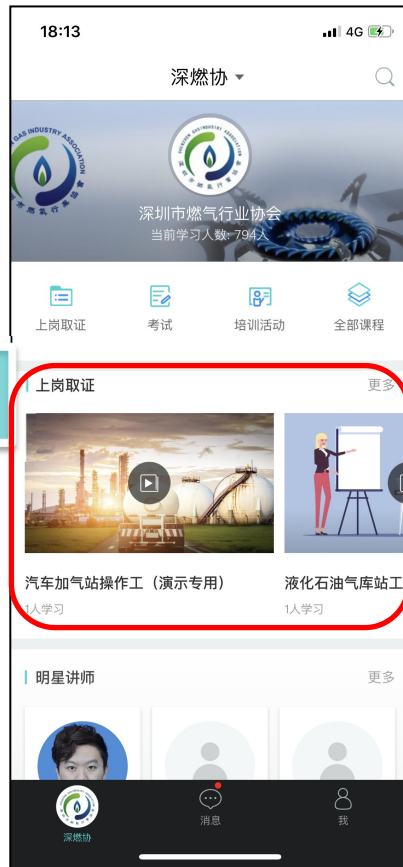 18:13
4G
深燃协
深圳市燃气行业协会
当前学习人数: 794人
上岗取证
考试
培训活动
全部课程
上岗取证
更多
汽车加气站操作工（演示专用）
液化石油气库站工
1人学习
1人学习
明星讲师
更多
深燃协
消息
我